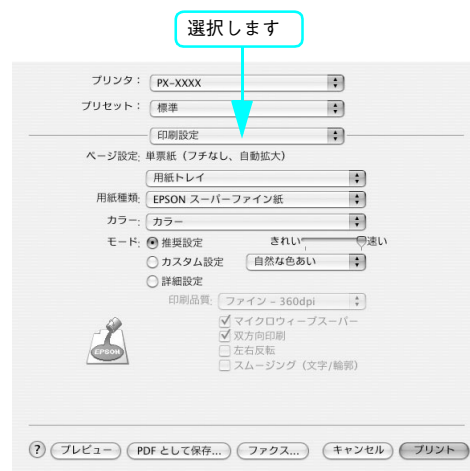 選択します
プリンタ： PX-XXXX
プリセット： 標準
印刷設定
ページ設定: 単票紙（フチなし、自動拡大）
用紙トレイ
用紙種類: EPSON スーパーファイン紙
カラー: カラー
モード: 推奨設定 きれい 速い
カスタム設定 自然な色あい
詳細設定
印刷品質: ファイン – 360dpi
マイクロウィーブスーパー
双方向印刷
左右反転
スムージング（文字/輪郭）
EPSON
? プレビュー PDF として保存... ファクス... キャンセル プリント